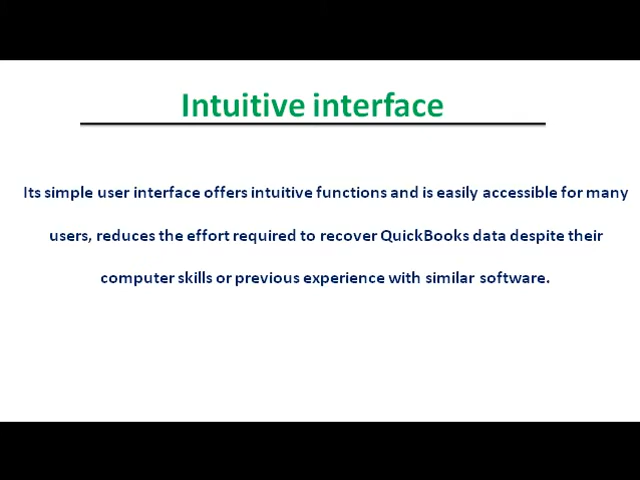 Intuitive interface
Its simple user interface offers intuitive functions and is easily accessible for many
users, reduces the effort required to recover QuickBooks data despite their
computer skills or previous experience with similar software.